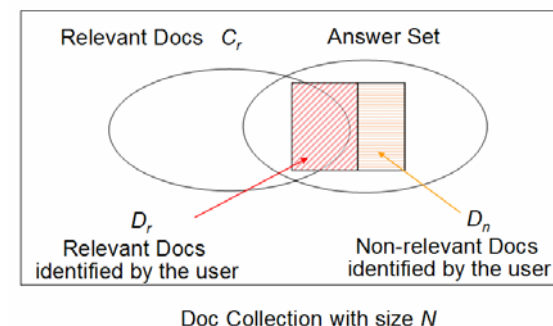 Relevant Docs Cr
Answer Set
Dr
Relevant Docs
identified by the user
Dn
Non-relevant Docs
identified by the user
Doc Collection with size N